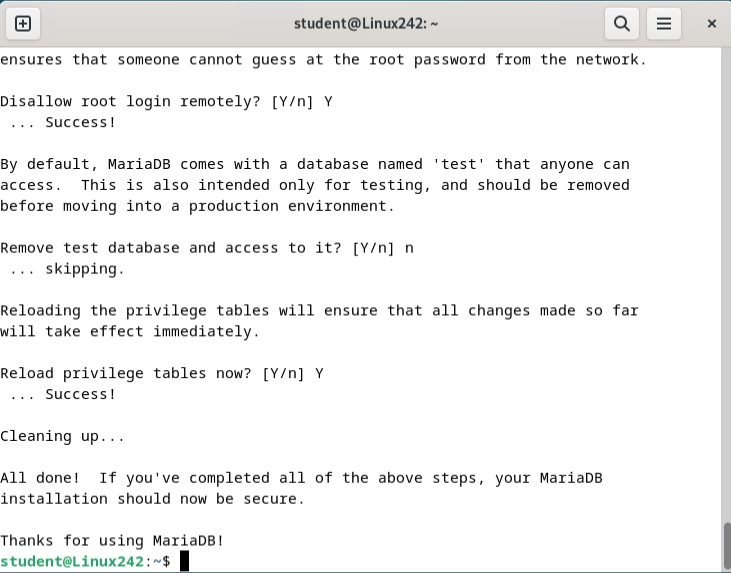 student@Linux242: ~
ensures that someone cannot guess at the root password from the network.
Disallow root login remotely? [Y/n] Y
... Success!
By default, MariaDB comes with a database named 'test' that anyone can
access.  This is also intended only for testing, and should be removed
before moving into a production environment.
Remove test database and access to it? [Y/n] n
... skipping.
Reloading the privilege tables will ensure that all changes made so far
will take effect immediately.
Reload privilege tables now? [Y/n] Y
... Success!
Cleaning up...
All done!  If you've completed all of the above steps, your MariaDB
installation should now be secure.
Thanks for using MariaDB!
student@Linux242:~$